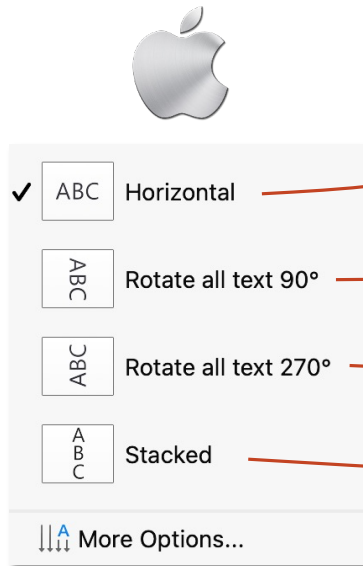 ABC Horizontal
ABC Rotate all text 90°
ABC Rotate all text 270°
A
B
C
Stacked
A More Options...